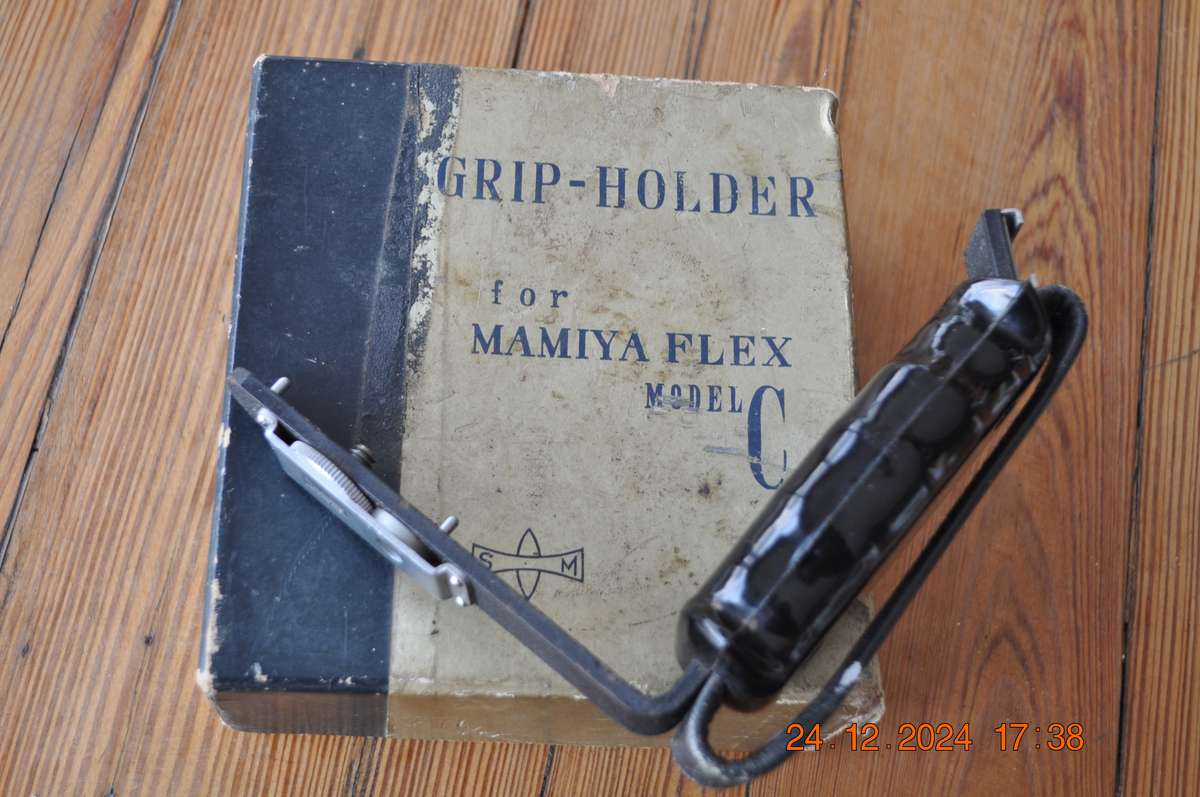 GRIP-HOLDER
for
MAMIYA FLEX
MODEL C
S M
24.12.2024 17:38